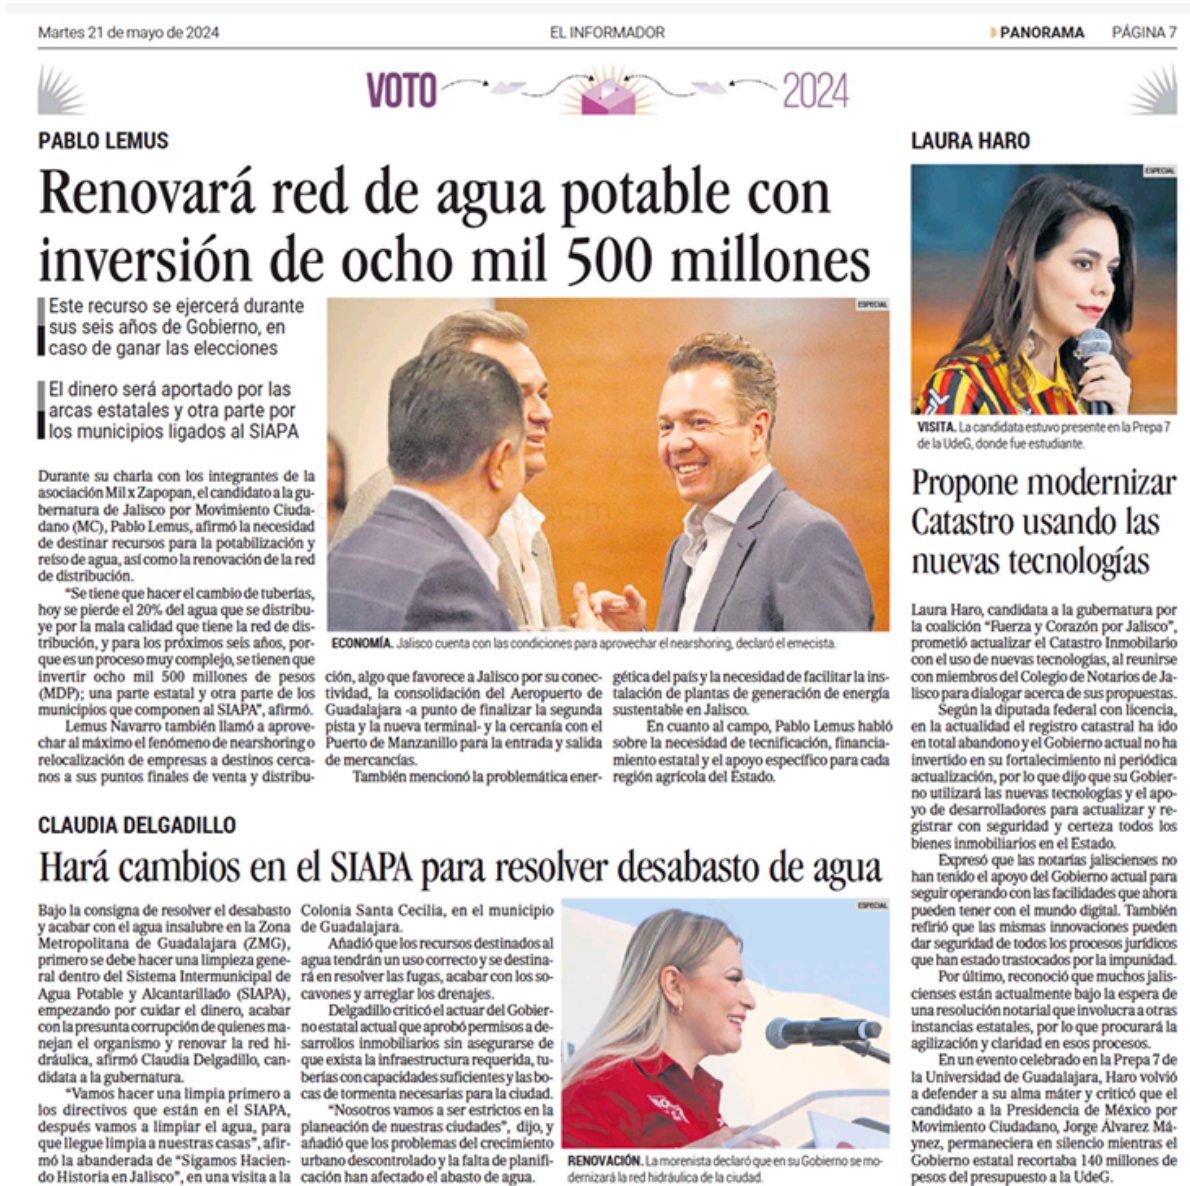 Martes 21 de mayo de 2024
EL INFORMADOR
PANORAMA
PÁGINA 7
VOTO
2024
PABLO LEMUS
Renovará red de agua potable con
inversión de ocho mil 500 millones
Este recurso se ejercerá durante
sus seis años de Gobierno, en
caso de ganar las elecciones
El dinero será aportado por las
arcas estatales y otra parte por
los municipios ligados al SIAPA
ESPECIAL
ECONOMÍA. Jalisco cuenta con las condiciones para aprovechar el nearshoring, declaró el emecista.
Durante su charla con los integrantes de la
asociación Mil x Zapopan, el candidato a la gu-
bernatura de Jalisco por Movimiento Ciuda-
dano (MC), Pablo Lemus, afirmó la necesidad
de destinar recursos para la potabilización y
reíso de agua, así como la renovación de la red
de distribución.
“Se tiene que hacer el cambio de tuberías,
hoy se pierde el 20% del agua que se distribu-
ye por la mala calidad que tiene la red de dis-
tribución, y para los próximos seis años, por-
que es un proceso muy complejo, se tienen que
invertir ocho mil 500 millones de pesos
(MDP); una parte estatal y otra parte de los
municipios que componen al SIAPA”, afirmó.
Lemus Navarro también llamó a aprove-
char al máximo el fenómeno de nearshoring o
relocalización de empresas a destinos cerca-
nos a sus puntos finales de venta y distribu-
ción, algo que favorece a Jalisco por su conec-
tividad, la consolidación del Aeropuerto de
Guadalajara -a punto de finalizar la segunda
pista y la nueva terminal- y la cercanía con el
Puerto de Manzanillo para la entrada y salida
de mercancías.
También mencionó la problemática ener-
gética del país y la necesidad de facilitar la ins-
talación de plantas de generación de energía
sustentable en Jalisco.
En cuanto al campo, Pablo Lemus habló
sobre la necesidad de tecnificación, financia-
miento estatal y el apoyo específico para cada
región agrícola del Estado.
CLAUDIA DELGADILLO
Hará cambios en el SIAPA para resolver desabasto de agua
Bajo la consigna de resolver el desabasto
y acabar con el agua insalubre en la Zona
Metropolitana de Guadalajara (ZMG),
primero se debe hacer una limpieza gene-
ral dentro del Sistema Intermunicipal de
Agua Potable y Alcantarillado (SIAPA),
empezando por cuidar el dinero, acabar
con la presunta corrupción de quienes ma-
nejan el organismo y renovar la red hi-
dráulica, afirmó Claudia Delgadillo, can-
didata a la gubernatura.
“Vamos hacer una limpia primero a
los directivos que están en el SIAPA,
después vamos a limpiar el agua, para
que llegue limpia a nuestras casas”, afir-
mó la abanderada de “Sigamos Hacien-
do Historia en Jalisco”, en una visita a la
Colonia Santa Cecilia, en el municipio
de Guadalajara.
Añadió que los recursos destinados al
agua tendrán un uso correcto y se destina-
rá en resolver las fugas, acabar con los so-
cavones y arreglar los drenajes.
Delgadillo criticó el actuar del Gobier-
no estatal actual que aprobó permisos a de-
sarrollos inmobiliarios sin asegurarse de
que exista la infraestructura requerida, tu-
berías con capacidades suficientes y las bo-
cas de tormenta necesarias para la ciudad.
“Nosotros vamos a ser estrictos en la
planeación de nuestras ciudades”, dijo, y
añadió que los problemas del crecimiento
urbano descontrolado y la falta de planifi-
cación han afectado el abasto de agua.
ESPECIAL
RENOVACIÓN. La morenista declaró que en su Gobierno se mo-
dernizará la red hidráulica de la ciudad.
LAURA HARO
ESPECIAL
VISITA. La candidata estuvo presente en la Prepa 7
de la UdeG, donde fue estudiante.
Propone modernizar
Catastro usando las
nuevas tecnologías
Laura Haro, candidata a la gubernatura por
la coalición “Fuerza y Corazón por Jalisco”,
prometió actualizar el Catastro Inmobiliario
con el uso de nuevas tecnologías, al reunirse
con miembros del Colegio de Notarios de Ja-
lisco para dialogar acerca de sus propuestas.
Según la diputada federal con licencia,
en la actualidad el registro catastral ha ido
en total abandono y el Gobierno actual no ha
invertido en su fortalecimiento ni periódica
actualización, por lo que dijo que su Gobier-
no utilizará las nuevas tecnologías y el apo-
yo de desarrolladores para actualizar y re-
gistrar con seguridad y certeza todos los
bienes inmobiliarios en el Estado.
Expresó que las notarías jaliscienses no
han tenido el apoyo del Gobierno actual para
seguir operando con las facilidades que ahora
pueden tener con el mundo digital. También
refirió que las mismas innovaciones pueden
dar seguridad de todos los procesos jurídicos
que han estado trastocados por la impunidad.
Por último, reconoció que muchos jalis-
cienses están actualmente bajo la espera de
una resolución notarial que involucra a otras
instancias estatales, por lo que procurará la
agilización y claridad en esos procesos.
En un evento celebrado en la Prepa 7 de
la Universidad de Guadalajara, Haro volvió
a defender a su alma máter y criticó que el
candidato a la Presidencia de México por
Movimiento Ciudadano, Jorge Álvarez Má-
ynez, permaneciera en silencio mientras el
Gobierno estatal recortaba 140 millones de
pesos del presupuesto a la UdeG.